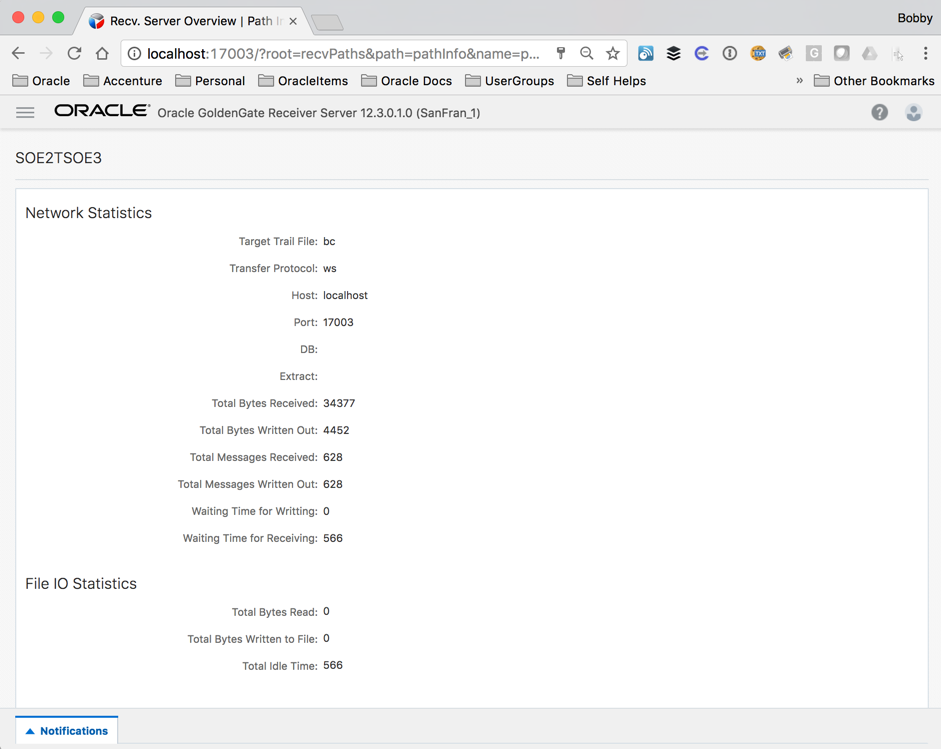 Recv. Server Overview | Path In
Bobby
localhost:17003/?root=recvPaths&path=pathInfo&name=p...
Oracle Accenture Personal OracleItems Oracle Docs UserGroups Self Helps » Other Bookmarks
ORACLE Oracle GoldenGate Receiver Server 12.3.0.1.0 (SanFran_1)
SOE2TSOE3
Network Statistics
Target Trail File: bc
Transfer Protocol: ws
Host: localhost
Port: 17003
DB:
Extract:
Total Bytes Received: 34377
Total Bytes Written Out: 4452
Total Messages Received: 628
Total Messages Written Out: 628
Waiting Time for Writting: 0
Waiting Time for Receiving: 566
File IO Statistics
Total Bytes Read: 0
Total Bytes Written to File: 0
Total Idle Time: 566
Notifications